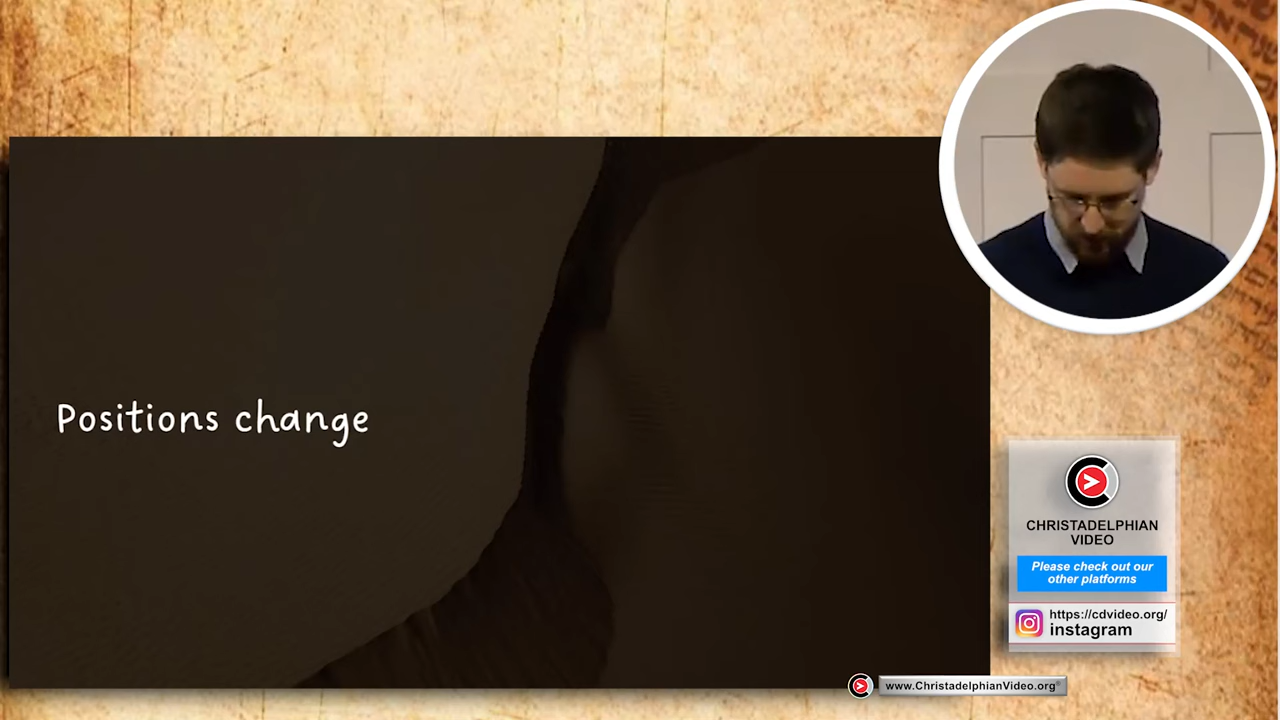 Positions change
CHRISTADELPHIAN
VIDEO
Please check out our
other platforms
https://cdvideo.org/
instagram
www.ChristadelphianVideo.org